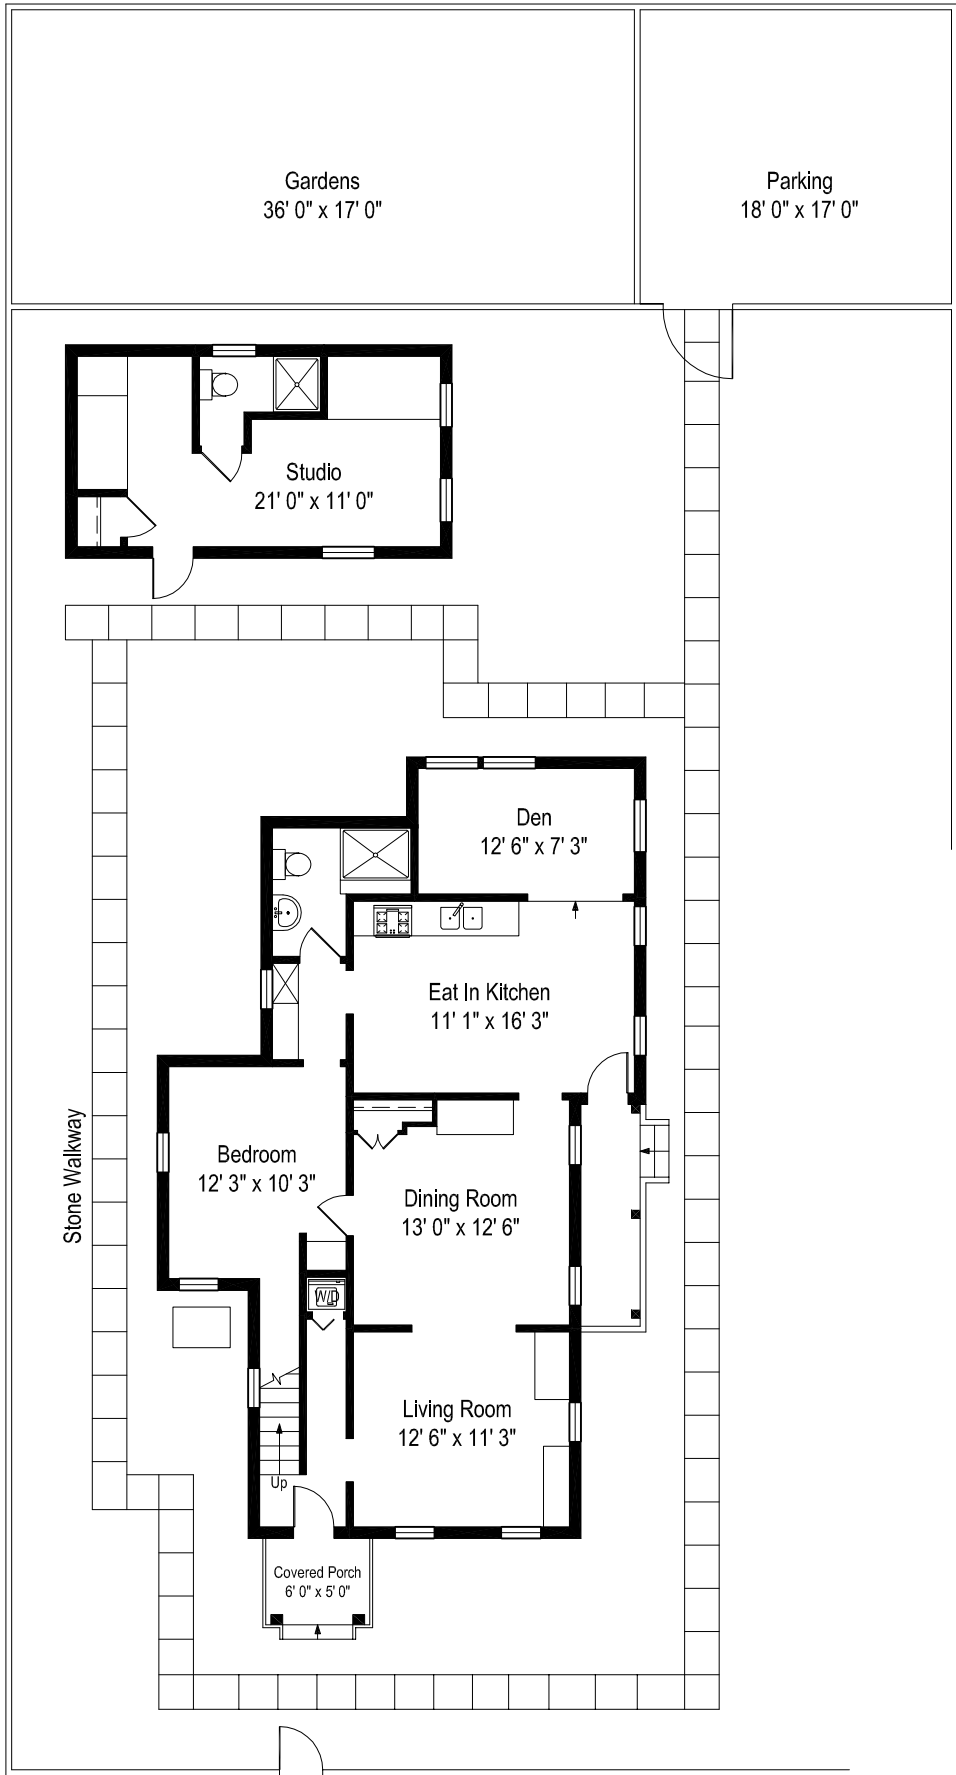 Gardens
36' 0" x 17' 0"
Parking
18' 0" x 17' 0"
Studio
21' 0" x 11' 0"
Den
12' 6" x 7' 3"
Eat In Kitchen
11' 1" x 16' 3"
Stone Walkway
Bedroom
12' 3" x 10' 3"
Dining Room
13' 0" x 12' 6"
W/D
Living Room
12' 6" x 11' 3"
Up
Covered Porch
6' 0" x 5' 0"